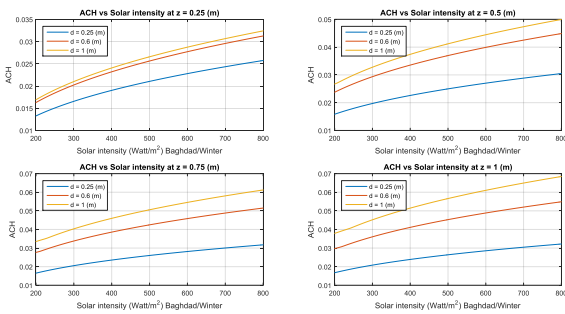 ACH vs Solar intensity at z = 0.25 (m)
0.035
0.03
0.025
0.02
0.015
0.01
ACH
d = 0.25 (m)
d = 0.6 (m)
d = 1 (m)
200 300 400 500 600 700 800
Solar intensity (Watt/m²) Baghdad/Winter
ACH vs Solar intensity at z = 0.5 (m)
0.05
0.04
0.03
0.02
0.01
ACH
d = 0.25 (m)
d = 0.6 (m)
d = 1 (m)
200 300 400 500 600 700 800
Solar intensity (Watt/m²) Baghdad/Winter
ACH vs Solar intensity at z = 0.75 (m)
0.07
0.06
0.05
0.04
0.03
0.02
0.01
ACH
d = 0.25 (m)
d = 0.6 (m)
d = 1 (m)
200 300 400 500 600 700 800
Solar intensity (Watt/m²) Baghdad/Winter
ACH vs Solar intensity at z = 1 (m)
0.07
0.06
0.05
0.04
0.03
0.02
0.01
ACH
d = 0.25 (m)
d = 0.6 (m)
d = 1 (m)
200 300 400 500 600 700 800
Solar intensity (Watt/m²) Baghdad/Winter